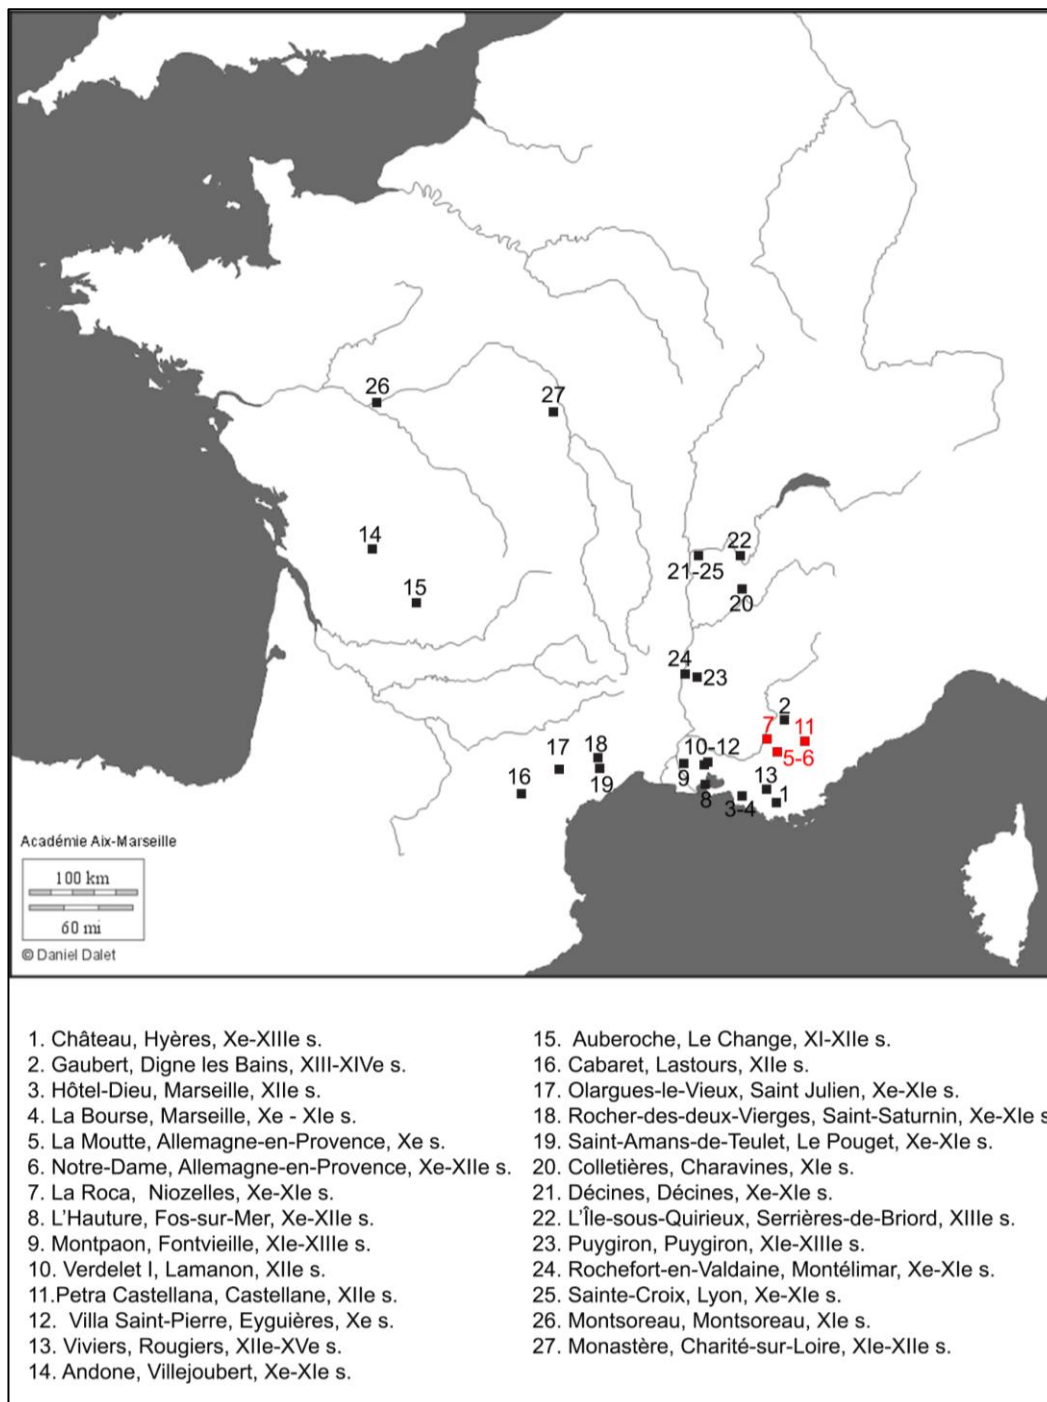 26
27
14
15
22
21-25
20
24
23
2
7
11
5-6
10-12
18
17
9
19
16
8
13
1
3-4
Académie Aix-Marseille
100 km
60 mi
© Daniel Dalet
1. Château, Hyères, Xe-XIIIe s.
2. Gaubert, Digne les Bains, XIII-XIVe s.
3. Hôtel-Dieu, Marseille, XIIe s.
4. La Bourse, Marseille, Xe - XIe s.
5. La Moutte, Allemagne-en-Provence, Xe s.
6. Notre-Dame, Allemagne-en-Provence, Xe-XIIe s.
7. La Roca, Niozelles, Xe-XIe s.
8. L'Hauture, Fos-sur-Mer, Xe-XIIe s.
9. Montpaon, Fontvieille, XIe-XIIIe s.
10. Verdelet I, Lamanon, XIIe s.
11.Petra Castellana, Castellane, XIIe s.
12. Villa Saint-Pierre, Eyguières, Xe s.
13. Viviers, Rougiers, XIIe-XVe s.
14. Andone, Villejoubert, Xe-XIe s.
15. Auberoche, Le Change, XI-XIIe s.
16. Cabaret, Lastours, XIIe s.
17. Olargues-le-Vieux, Saint Julien, Xe-XIe s.
18. Rocher-des-deux-Vierges, Saint-Saturnin, Xe-XIe s
19. Saint-Amans-de-Teulet, Le Pouget, Xe-XIe s.
20. Colletières, Charavines, XIe s.
21. Décines, Décines, Xe-XIe s.
22. L'Île-sous-Quirieux, Serrières-de-Briord, XIIIe s.
23. Puygiron, Puygiron, XIe-XIIIe s.
24. Rochefort-en-Valdaine, Montélimar, Xe-XIe s.
25. Sainte-Croix, Lyon, Xe-XIe s.
26. Montsoreau, Montsoreau, XIe s.
27. Monastère, Charité-sur-Loire, XIe-XIIe s.